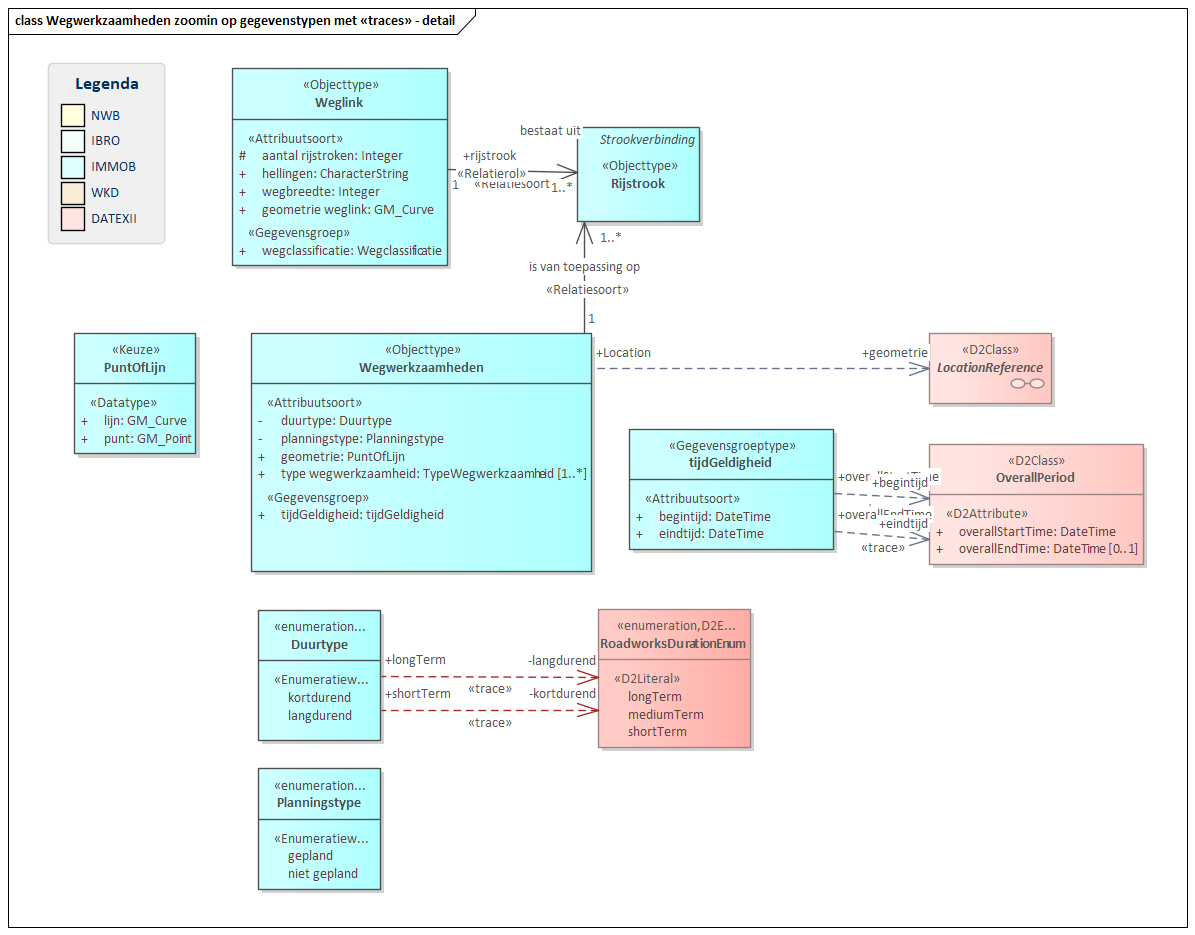 class Wegwerkzaamheden zoomin op gegevenstypen met «traces» - detail
Legenda
NWB
IBRO
IMMOB
WKD
DATEXII
«Objecttype»
Weglink
«Attribuutsoort»
# aantal rijstroken: Integer
+ hellingen: CharacterString
+ wegbreedte: Integer
+ geometrie weglink: GM_Curve
«Gegevensgroep»
+ wegclassificatie: Wegclassificatie
bestaat uit
+rijstrook
«Relatierol»
1 «Relatiesoort» 1..*
Strookverbinding
«Objecttype»
Rijstrook
1..*
is van toepassing op
«Relatiesoort»
1
«Keuze»
PuntOfLijn
«Datatype»
+ lijn: GM_Curve
+ punt: GM_Point
«Objecttype»
Wegwerkzaamheden
«Attribuutsoort»
- duurtype: Duurtype
- planningstype: Planningstype
+ geometrie: PuntOfLijn
+ type wegwerkzaamheid: TypeWegwerkzaamheid [1..*]
«Gegevensgroep»
+ tijdGeldigheid: tijdGeldigheid
+Location
+geometrie
«D2Class»
LocationReference
«Gegevensgroeptype»
tijdGeldigheid
«Attribuutsoort»
+ begintijd: DateTime
+ eindtijd: DateTime
+begintijd
+overallEndTime
+eindtijd
«trace»
«D2Class»
OverallPeriod
«D2Attribute»
+ overallStartTime: DateTime
+ overallEndTime: DateTime [0..1]
«enumeration...
Duurtype
«Enumeratiew...
kortdurend
langdurend
+longTerm
-langdurend
«trace»
+shortTerm
-kortdurend
«trace»
«enumeration,D2E...
RoadworksDurationEnum
«D2Literal»
longTerm
mediumTerm
shortTerm
«enumeration...
Planningstype
«Enumeratiew...
gepland
niet gepland